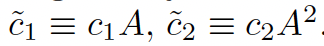 c̃₁ ≡ c₁A, c̃₂ ≡ c₂A².